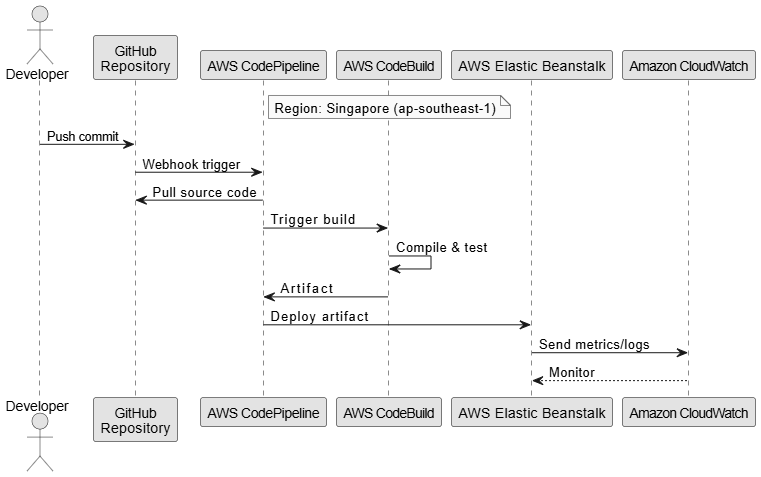 Developer
GitHub
Repository
AWS CodePipeline
AWS CodeBuild
AWS Elastic Beanstalk
Amazon CloudWatch
Region: Singapore (ap-southeast-1)
Push commit
Webhook trigger
Pull source code
Trigger build
Compile & test
Artifact
Deploy artifact
Send metrics/logs
Monitor
Developer
GitHub
Repository
AWS CodePipeline
AWS CodeBuild
AWS Elastic Beanstalk
Amazon CloudWatch